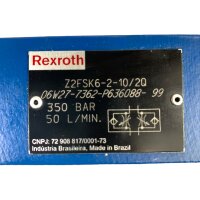 Rexroth
Z2FSK6-2-10/2Q
06W27-7362-P636088- 99
350 BAR
50 L/MIN.
CNPJ: 72 908 817/0001-73
Indústria Brasileira, Made in Brazil